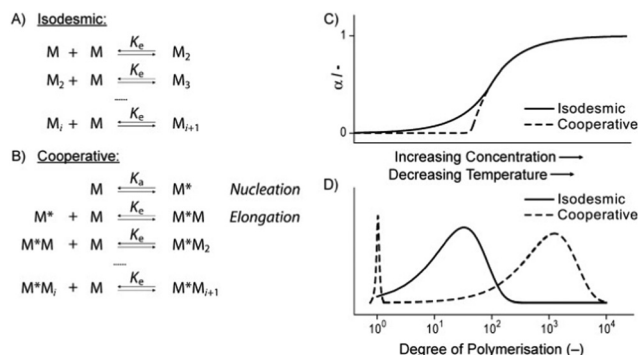 A) Isodesmic:
M + M Kₑ M₂
M₂ + M Kₑ M₃
.....
Mᵢ + M Kₑ Mᵢ₊₁
B) Cooperative:
M Kₐ M* Nucleation
M* + M Kₑ M*M Elongation
M*M + M Kₑ M*M₂
.....
M*Mᵢ + M Kₑ M*Mᵢ₊₁
C)
1
α / -
0
Isodesmic
Cooperative
Increasing Concentration
Decreasing Temperature
D)
Isodesmic
Cooperative
10⁰ 10¹ 10² 10³ 10⁴
Degree of Polymerisation (–)